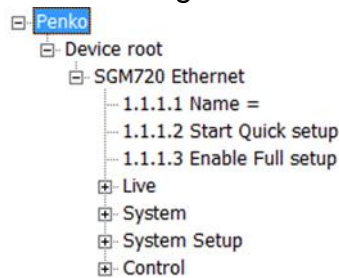 Penko
Device root
SGM720 Ethernet
1.1.1.1 Name =
1.1.1.2 Start Quick setup
1.1.1.3 Enable Full setup
Live
System
System Setup
Control